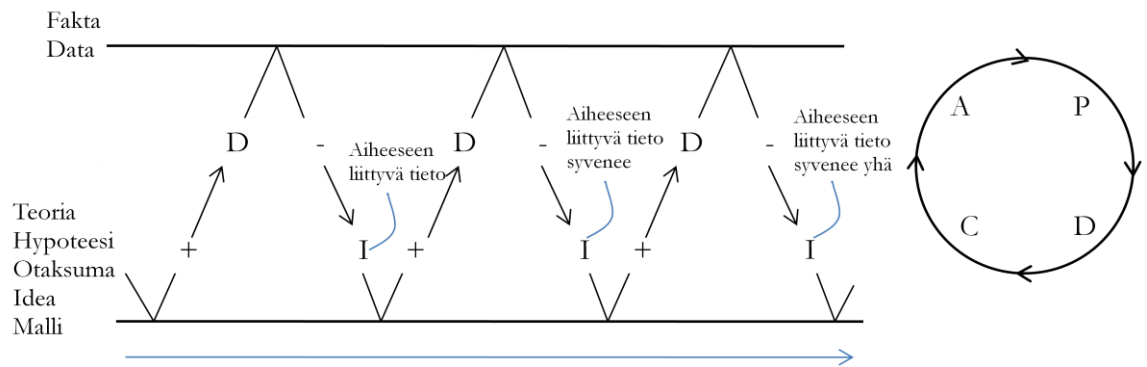 Fakta
Data
D
-
Aiheeseen
liittyvä tieto
D
-
Aiheeseen
liittyvä tieto
syvenee
D
-
Aiheeseen
liittyvä tieto
syvenee yhä
Teoria
Hypoteesi
Otaksuma
Idea
Malli
+
I
+
I
+
I
A
P
C
D